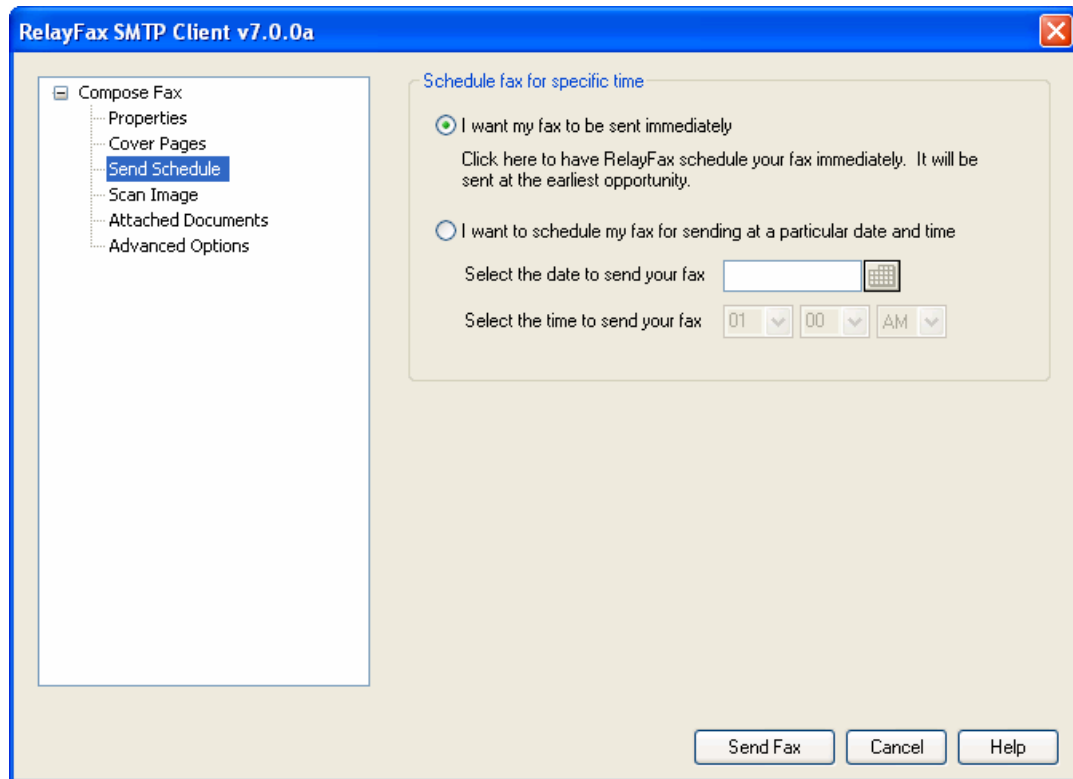 RelayFax SMTP Client v7.0.0a
Compose Fax
Properties
Cover Pages
Send Schedule
Scan Image
Attached Documents
Advanced Options
Schedule fax for specific time
I want my fax to be sent immediately
Click here to have RelayFax schedule your fax immediately.  It will be
sent at the earliest opportunity.
I want to schedule my fax for sending at a particular date and time
Select the date to send your fax
Select the time to send your fax 01 00 AM
Send Fax Cancel Help